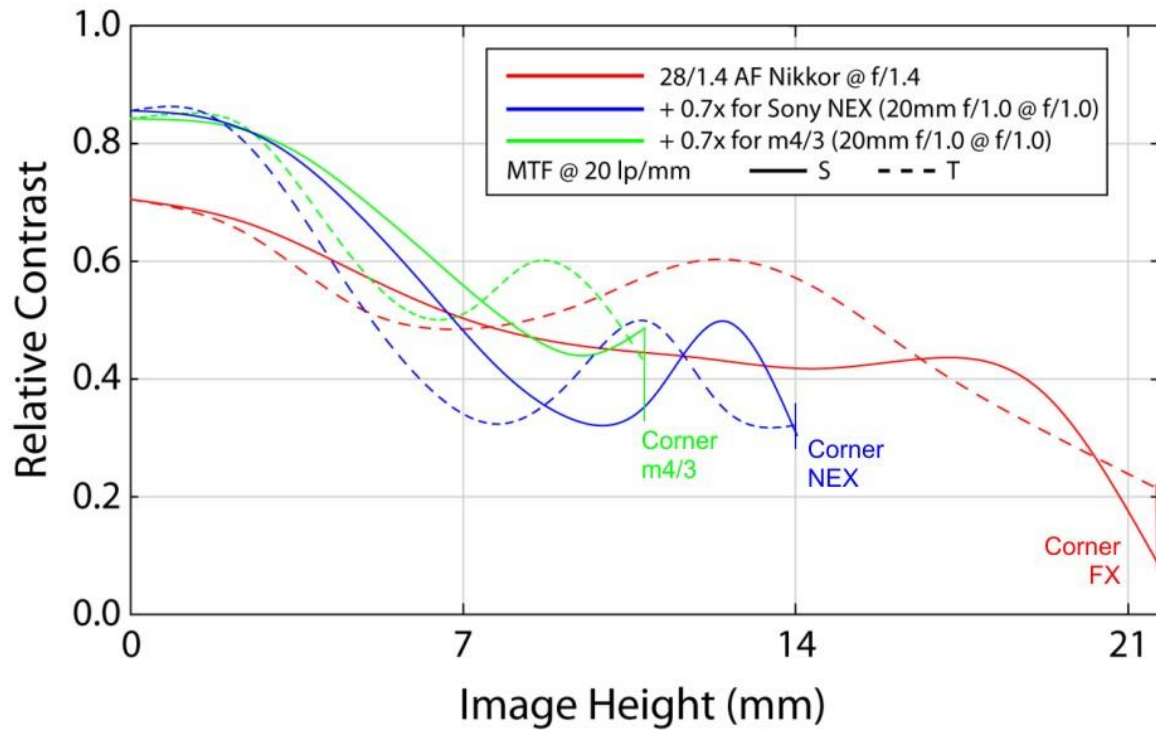 1.0
0.8
0.6
0.4
0.2
0.0
Relative Contrast
28/1.4 AF Nikkor @ f/1.4
+ 0.7x for Sony NEX (20mm f/1.0 @ f/1.0)
+ 0.7x for m4/3 (20mm f/1.0 @ f/1.0)
MTF @ 20 lp/mm S T
Corner
m4/3
Corner
NEX
Corner
FX
0 7 14 21
Image Height (mm)